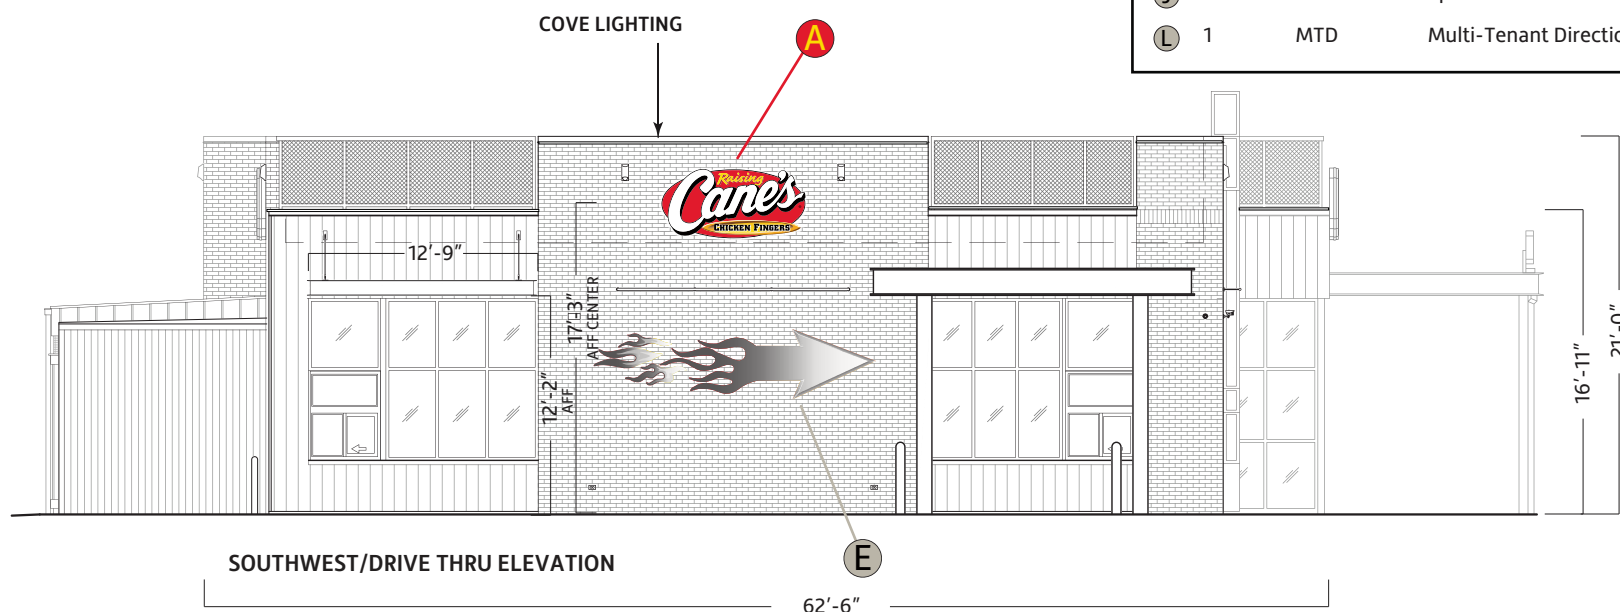 COVE LIGHTING
A
L 1 MTD Multi-Tenant
Raising
Cane's
CHICKEN FINGERS
12'-9"
17'-3"
AFF CENTER
12'-2"
AFF
16'-11"
21'-0"
E
SOUTHWEST/DRIVE THRU ELEVATION
62'-6"